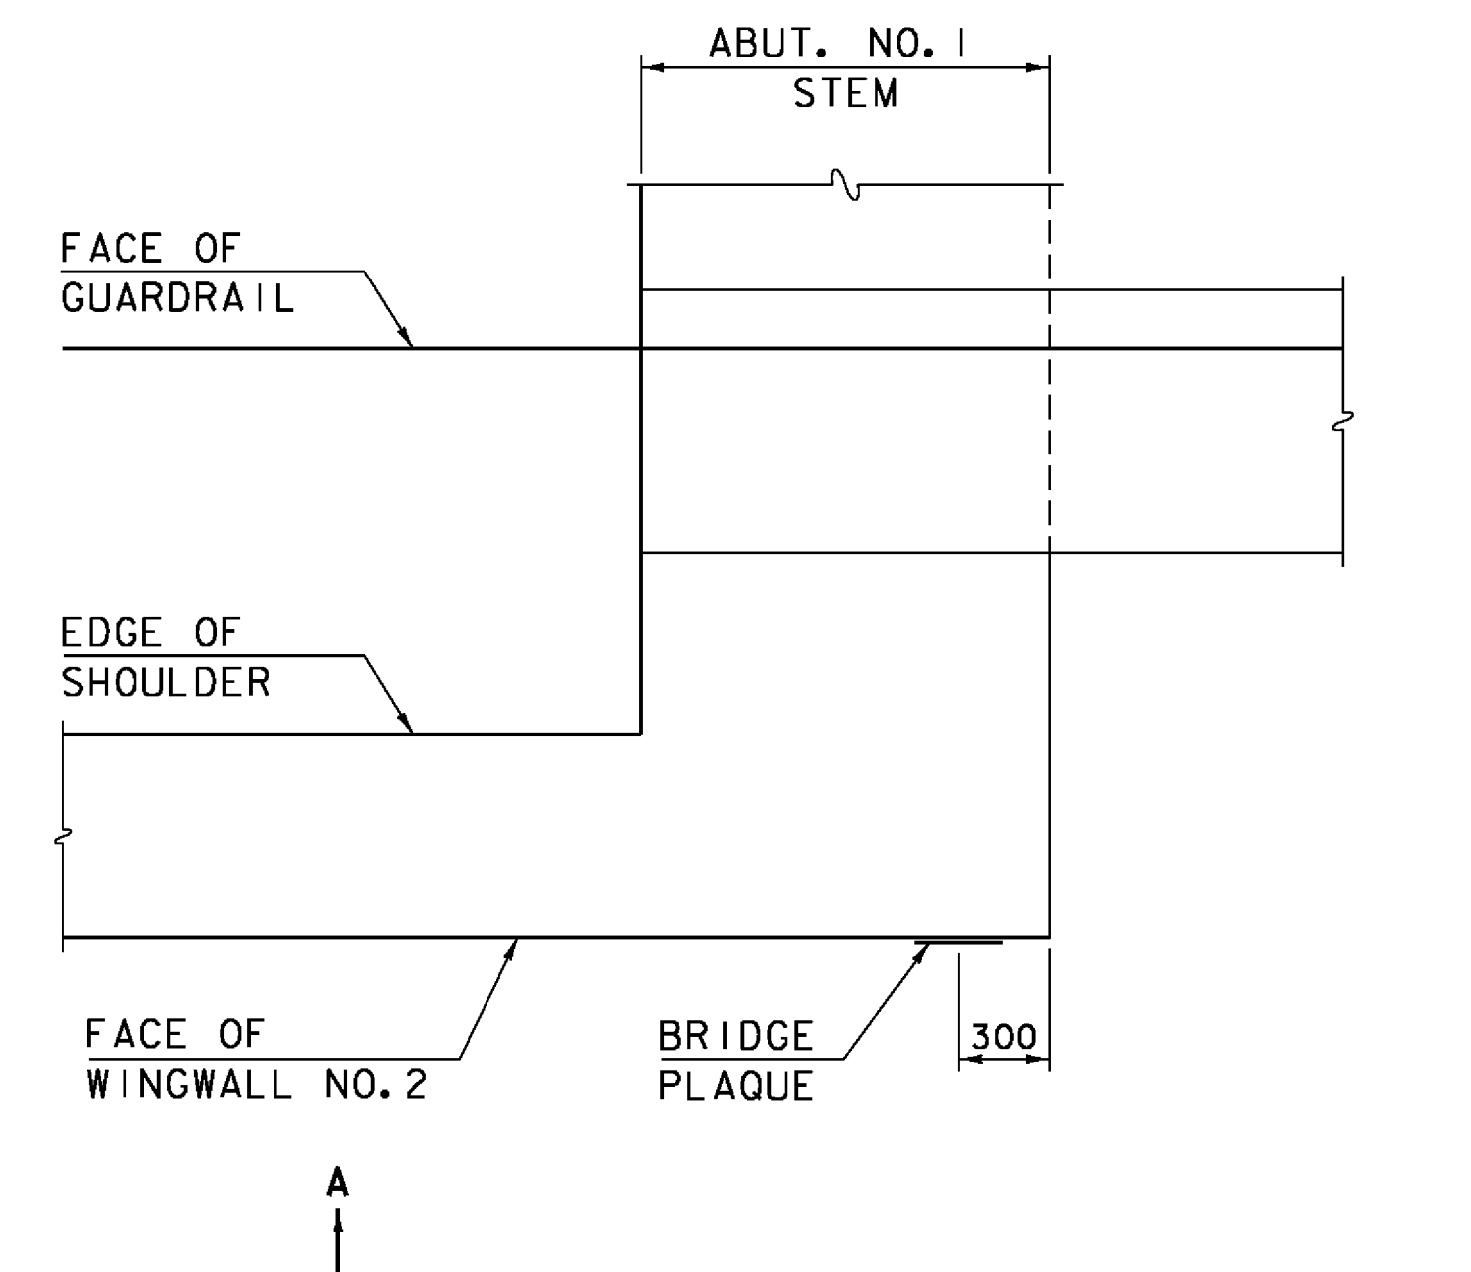 ABUT. NO. 1
STEM
FACE OF
GUARDRAIL
EDGE OF
SHOULDER
FACE OF
WINGWALL NO. 2
BRIDGE
PLAQUE
300
A